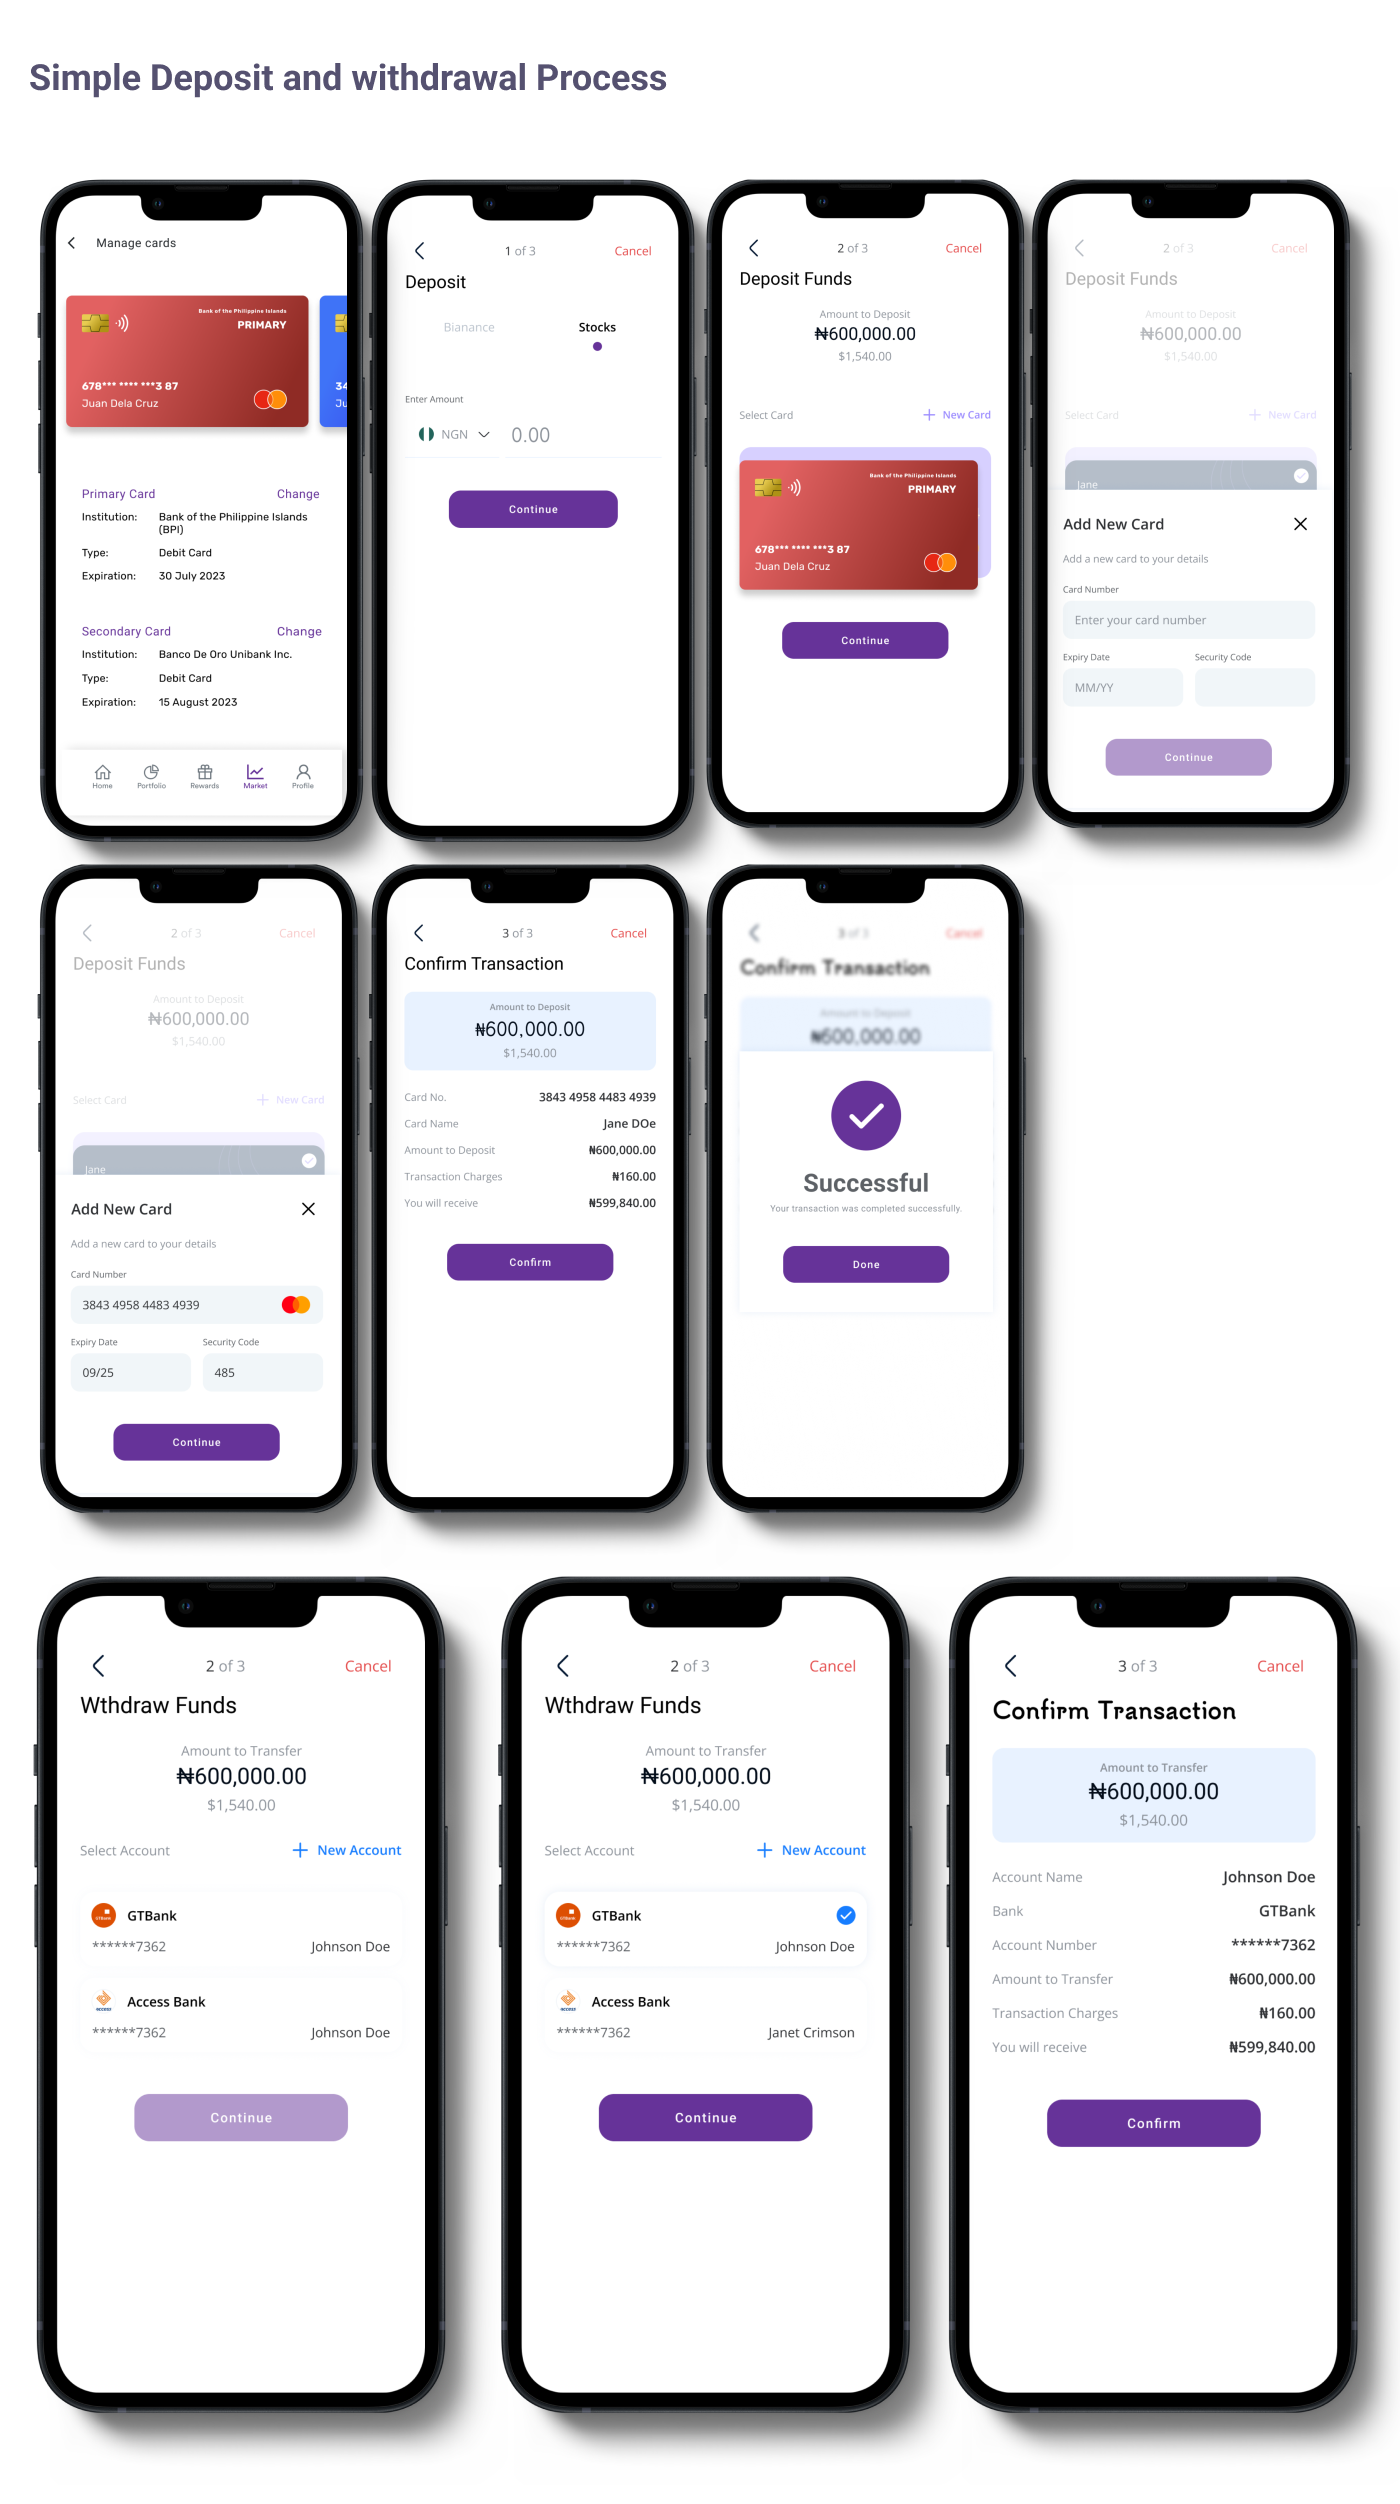 Simple Deposit and withdrawal Process
Manage cards
Bank of the Philippine Islands
PRIMARY
678*** **** ***3 87
Juan Dela Cruz
34
Ju
Primary Card Change
Institution: Bank of the Philippine Islands
(BPI)
Type: Debit Card
Expiration: 30 July 2023
Secondary Card Change
Institution: Banco De Oro Unibank Inc.
Type: Debit Card
Expiration: 15 August 2023
Home Portfolio Rewards Market Profile
1 of 3 Cancel
Deposit
Bianance Stocks
Enter Amount
NGN 0.00
Continue
2 of 3 Cancel
Deposit Funds
Amount to Deposit
₦600,000.00
$1,540.00
Select Card + New Card
Bank of the Philippine Islands
PRIMARY
678*** **** ***3 87
Juan Dela Cruz
Continue
2 of 3 Cancel
Deposit Funds
Amount to Deposit
₦600,000.00
$1,540.00
Select Card + New Card
Jane
Add New Card
Add a new card to your details
Card Number
Enter your card number
Expiry Date Security Code
MM/YY
Continue
2 of 3 Cancel
Deposit Funds
Amount to Deposit
₦600,000.00
$1,540.00
Select Card + New Card
Jane
Add New Card
Add a new card to your details
Card Number
3843 4958 4483 4939
Expiry Date Security Code
09/25 485
Continue
3 of 3 Cancel
Confirm Transaction
Amount to Deposit
₦600,000.00
$1,540.00
Card No. 3843 4958 4483 4939
Card Name Jane DOe
Amount to Deposit ₦600,000.00
Transaction Charges ₦160.00
You will receive ₦599,840.00
Confirm
3 of 3 Cancel
Confirm Transaction
Amount to Deposit
₦600,000.00
Successful
Your transaction was completed successfully.
Done
2 of 3 Cancel
Wthdraw Funds
Amount to Transfer
₦600,000.00
$1,540.00
Select Account + New Account
GTBank
******7362 Johnson Doe
access
Access Bank
******7362 Johnson Doe
Continue
2 of 3 Cancel
Wthdraw Funds
Amount to Transfer
₦600,000.00
$1,540.00
Select Account + New Account
GTBank
******7362 Johnson Doe
access
Access Bank
******7362 Janet Crimson
Continue
3 of 3 Cancel
Confirm Transaction
Amount to Transfer
₦600,000.00
$1,540.00
Account Name Johnson Doe
Bank GTBank
Account Number ******7362
Amount to Transfer ₦600,000.00
Transaction Charges ₦160.00
You will receive ₦599,840.00
Confirm